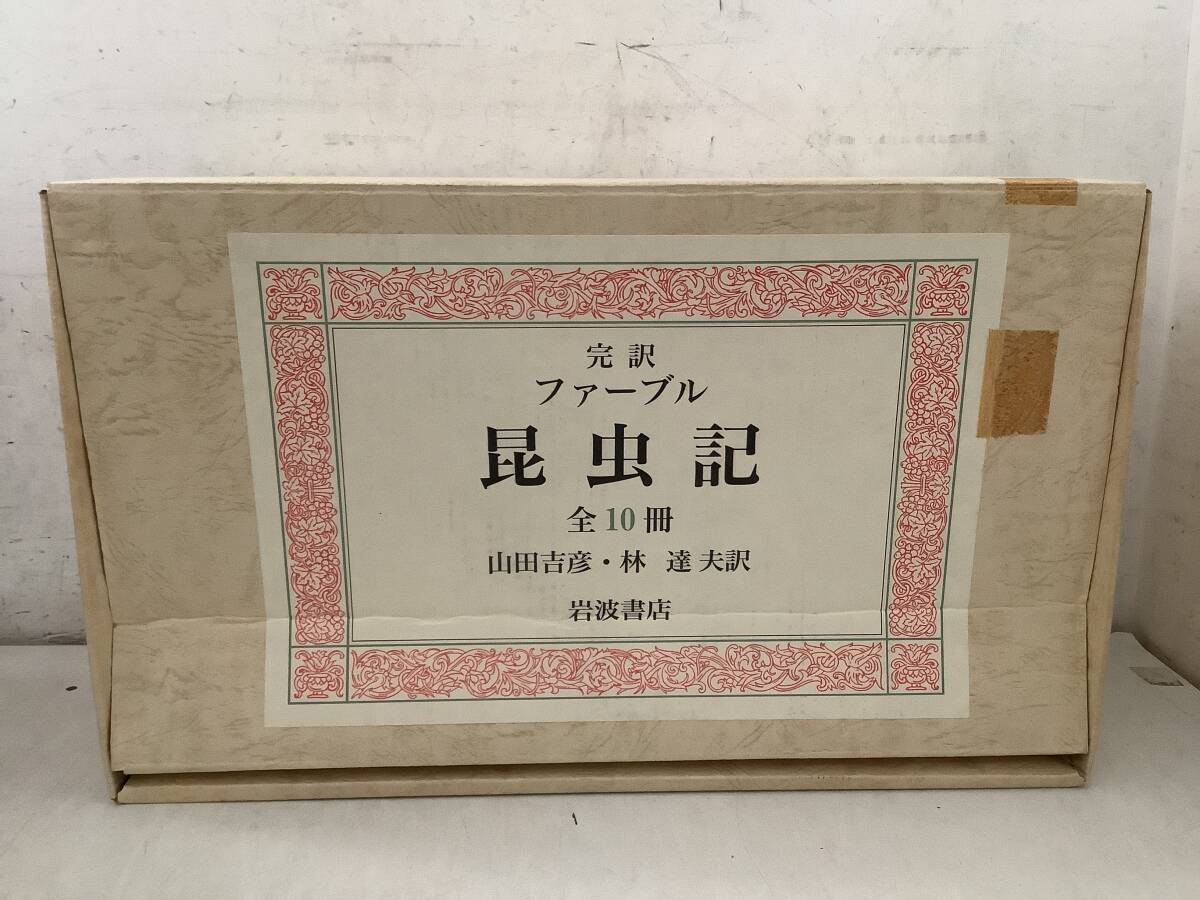 完訳
ファーブル
昆虫記
全10冊
山田吉彦・林 達夫訳
岩波書店